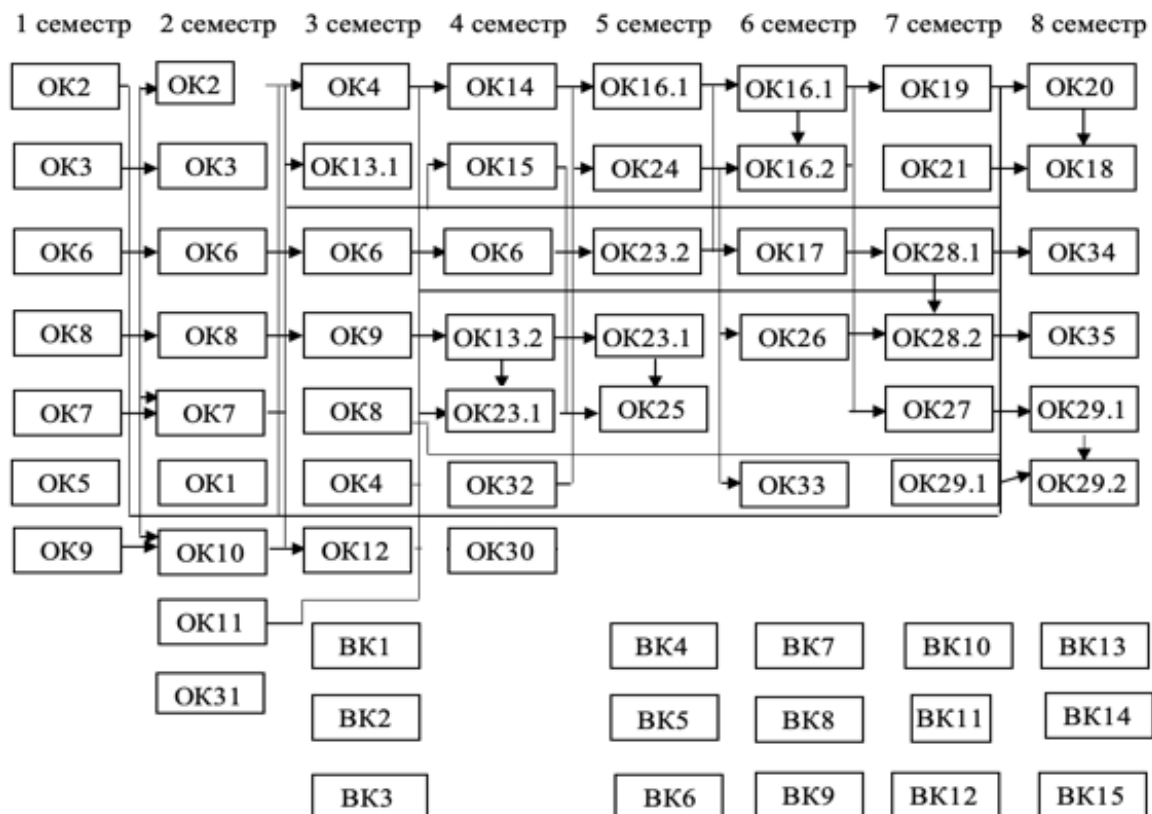 1 семестр 2 семестр 3 семестр 4 семестр 5 семестр 6 семестр 7 семестр 8 семестр
ОК2 ОК2 ОК4 ОК14 ОК16.1 ОК16.1 ОК19 ОК20
ОК3 ОК3 ОК13.1 ОК15 ОК24 ОК16.2 ОК21 ОК18
ОК6 ОК6 ОК6 ОК6 ОК23.2 ОК17 ОК28.1 ОК34
ОК8 ОК8 ОК9 ОК13.2 ОК23.1 ОК26 ОК28.2 ОК35
ОК7 ОК7 ОК8 ОК23.1 ОК25 ОК27 ОК29.1
ОК5 ОК1 ОК4 ОК32 ОК33 ОК29.1 ОК29.2
ОК9 ОК10 ОК12 ОК30
ОК11
ВК1 ВК4 ВК7 ВК10 ВК13
ОК31
ВК2 ВК5 ВК8 ВК11 ВК14
ВК3 ВК6 ВК9 ВК12 ВК15